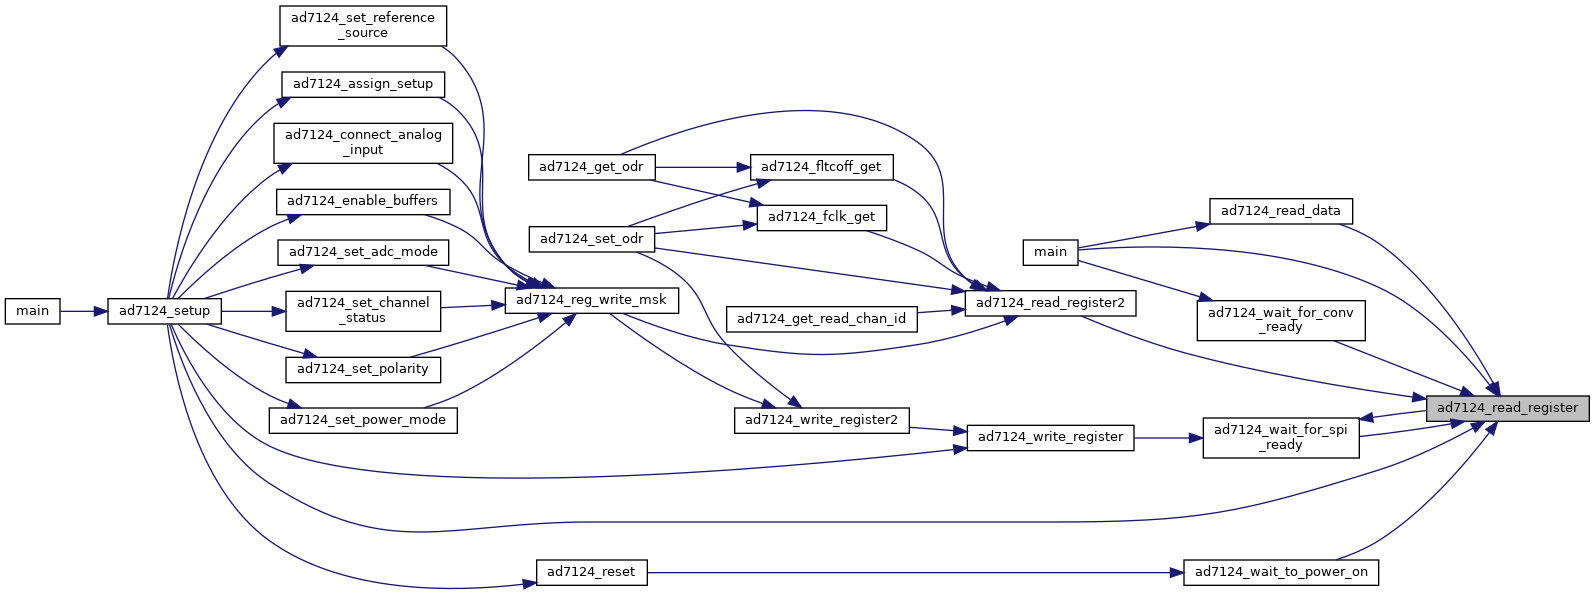 main
ad7124_setup
ad7124_set_reference
_source
ad7124_assign_setup
ad7124_connect_analog
_input
ad7124_enable_buffers
ad7124_set_adc_mode
ad7124_set_channel
_status
ad7124_set_polarity
ad7124_set_power_mode
ad7124_reg_write_msk
ad7124_get_odr
ad7124_set_odr
ad7124_reset
ad7124_fltcoff_get
ad7124_fclk_get
ad7124_get_read_chan_id
ad7124_write_register2
ad7124_read_register2
ad7124_write_register
main
ad7124_read_data
ad7124_wait_for_conv
_ready
ad7124_wait_for_spi
_ready
ad7124_wait_to_power_on
ad7124_read_register